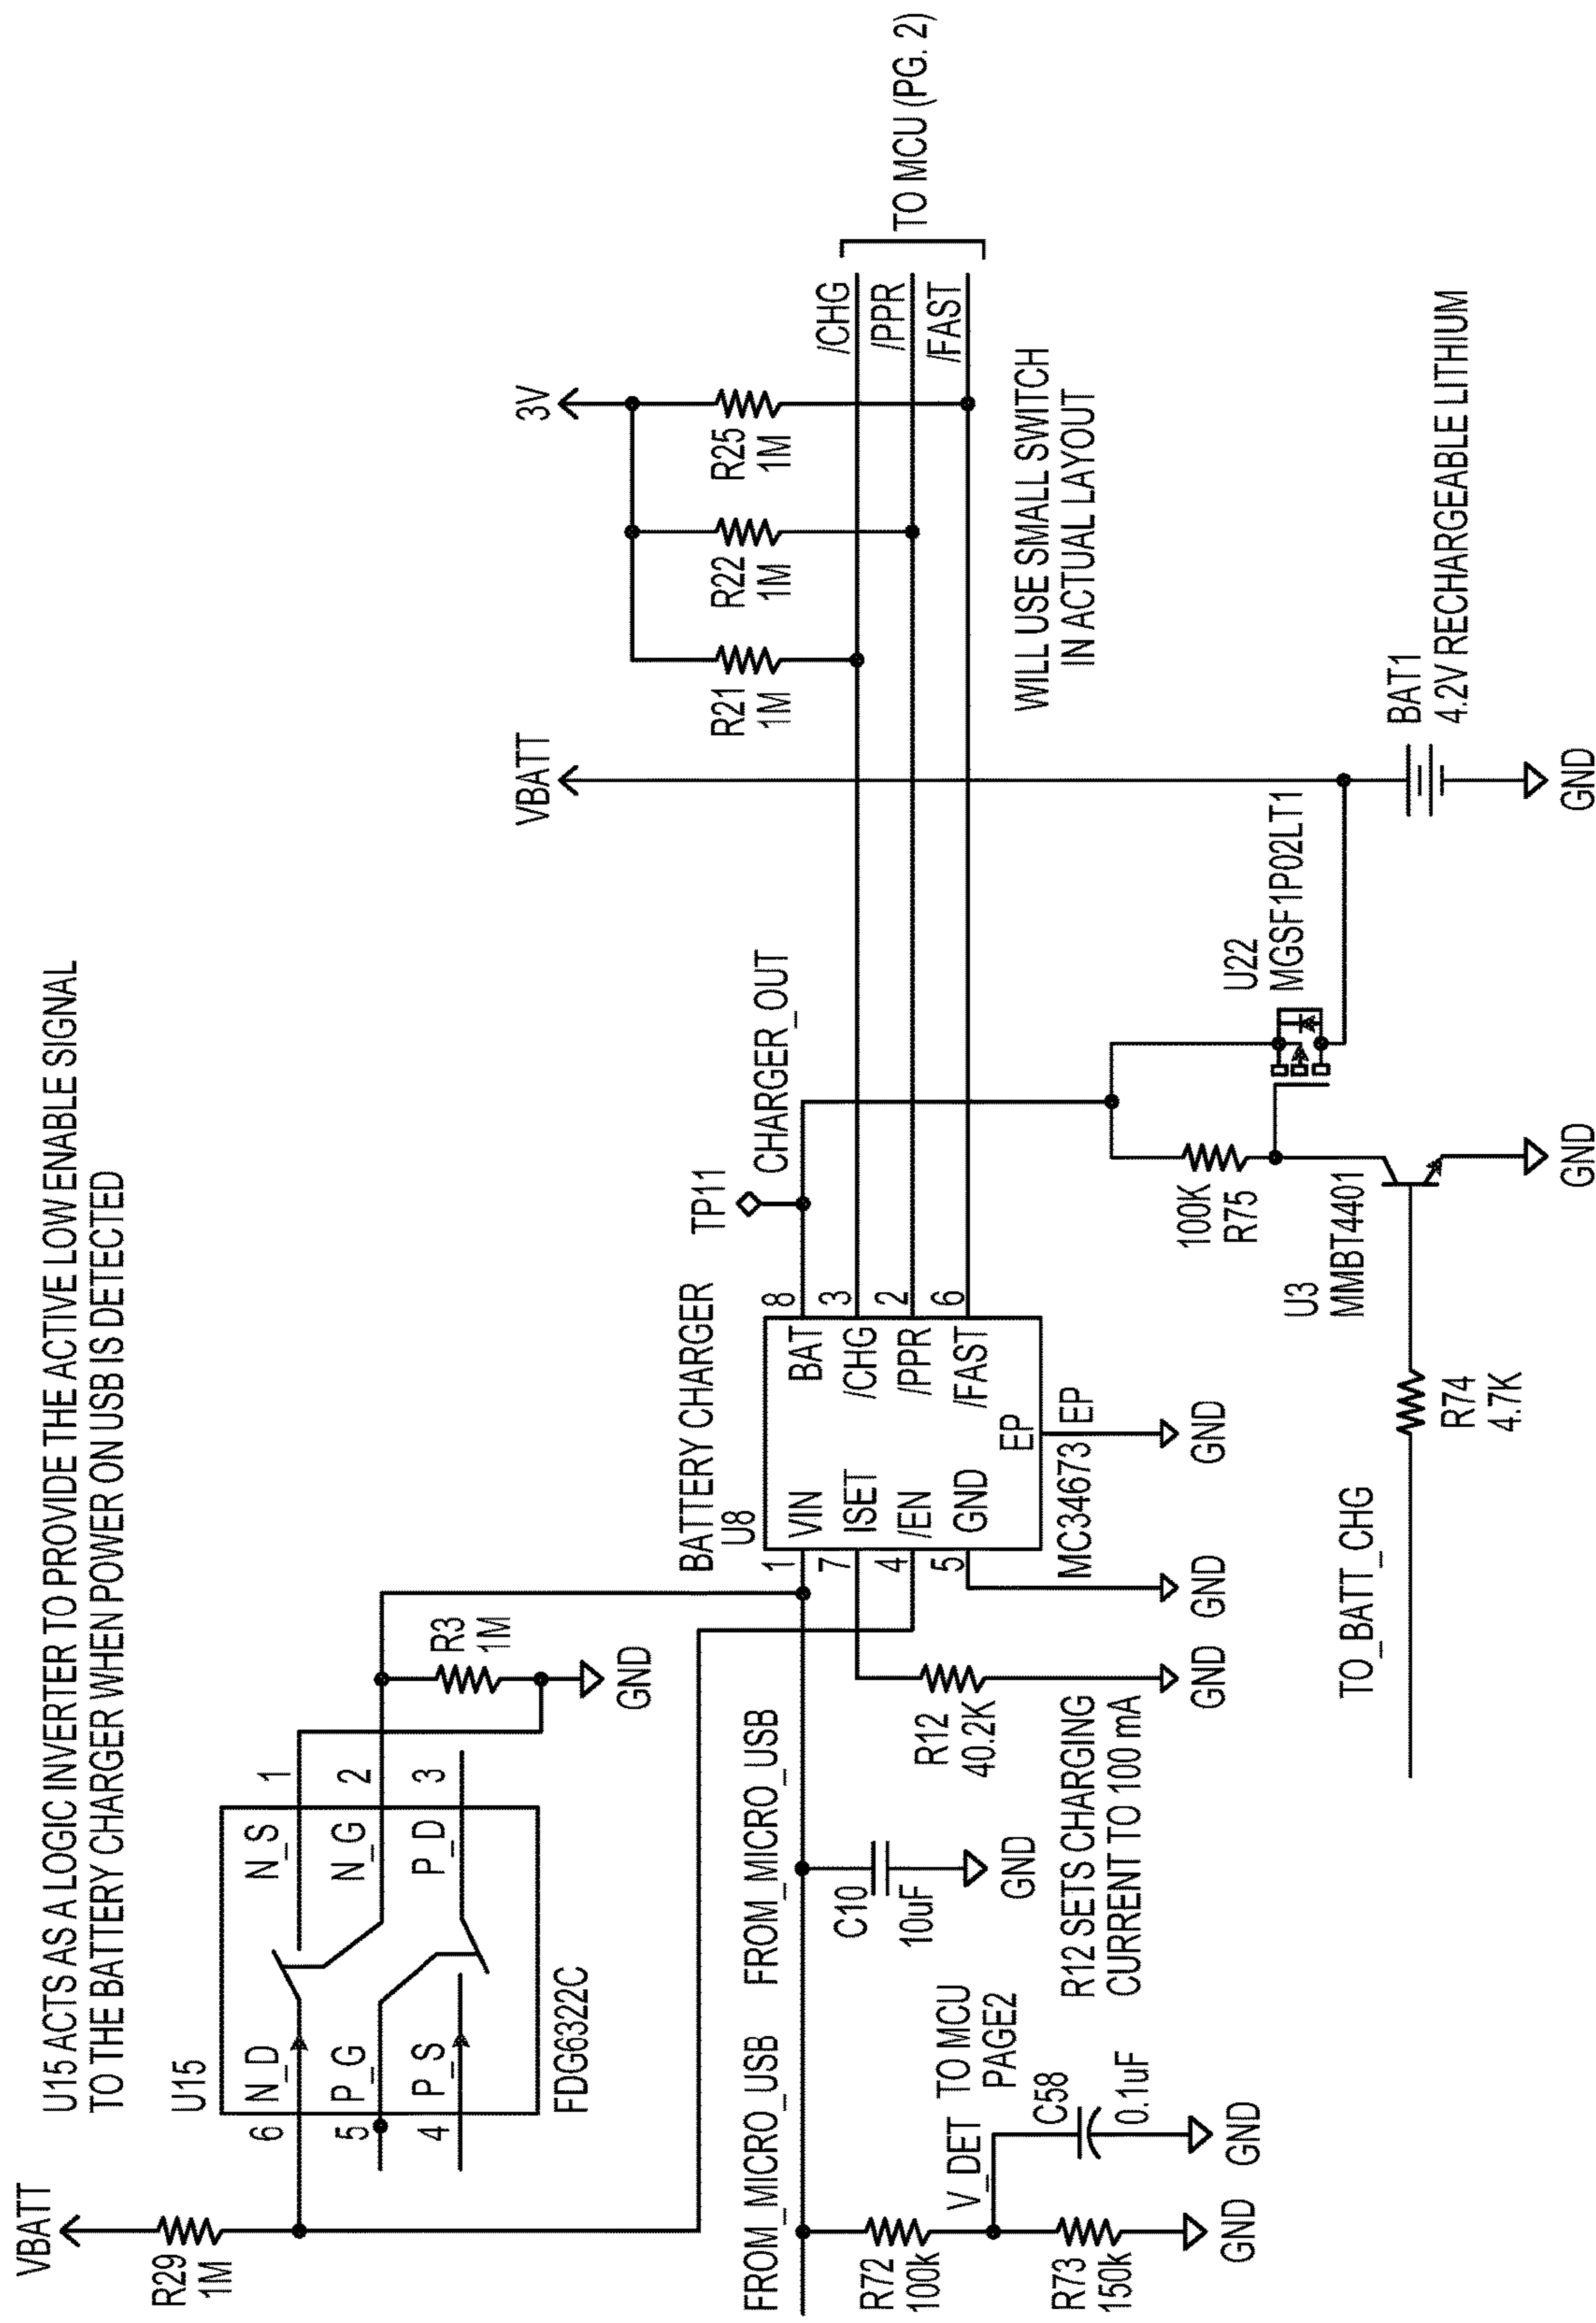 U15 ACTS AS A LOGIC INVERTER TO PROVIDE THE ACTIVE LOW ENABLE SIGNAL
TO THE BATTERY CHARGER WHEN POWER ON USB IS DETECTED
VBATT
R29
1M
U15
6
N_D
N_S
1
5
P_G
N_G
2
4
P_S
P_D
3
FDG6322C
R3
1M
GND
VBATT
3V
BATTERY CHARGER
U8
TP11
CHARGER_OUT
R21
1M
R22
1M
R25
1M
FROM_MICRO_USB
FROM_MICRO_USB
1
VIN
BAT
8
7
ISET
/CHG
3
/CHG
4
/EN
/PPR
2
/PPR
5
GND
/FAST
6
/FAST
EP
EP
MC34673
TO MCU (PG. 2)
R72
100k
V_DET
TO MCU
PAGE2
C10
10uF
GND
R12
40.2K
GND
GND
GND
R73
150k
C58
0.1uF
GND
GND
R12 SETS CHARGING
CURRENT TO 100 mA
WILL USE SMALL SWITCH
IN ACTUAL LAYOUT
100K
R75
U22
MGSF1P02LT1
U3
MMBT4401
TO_BATT_CHG
R74
4.7K
GND
BAT1
4.2V RECHARGEABLE LITHIUM
GND